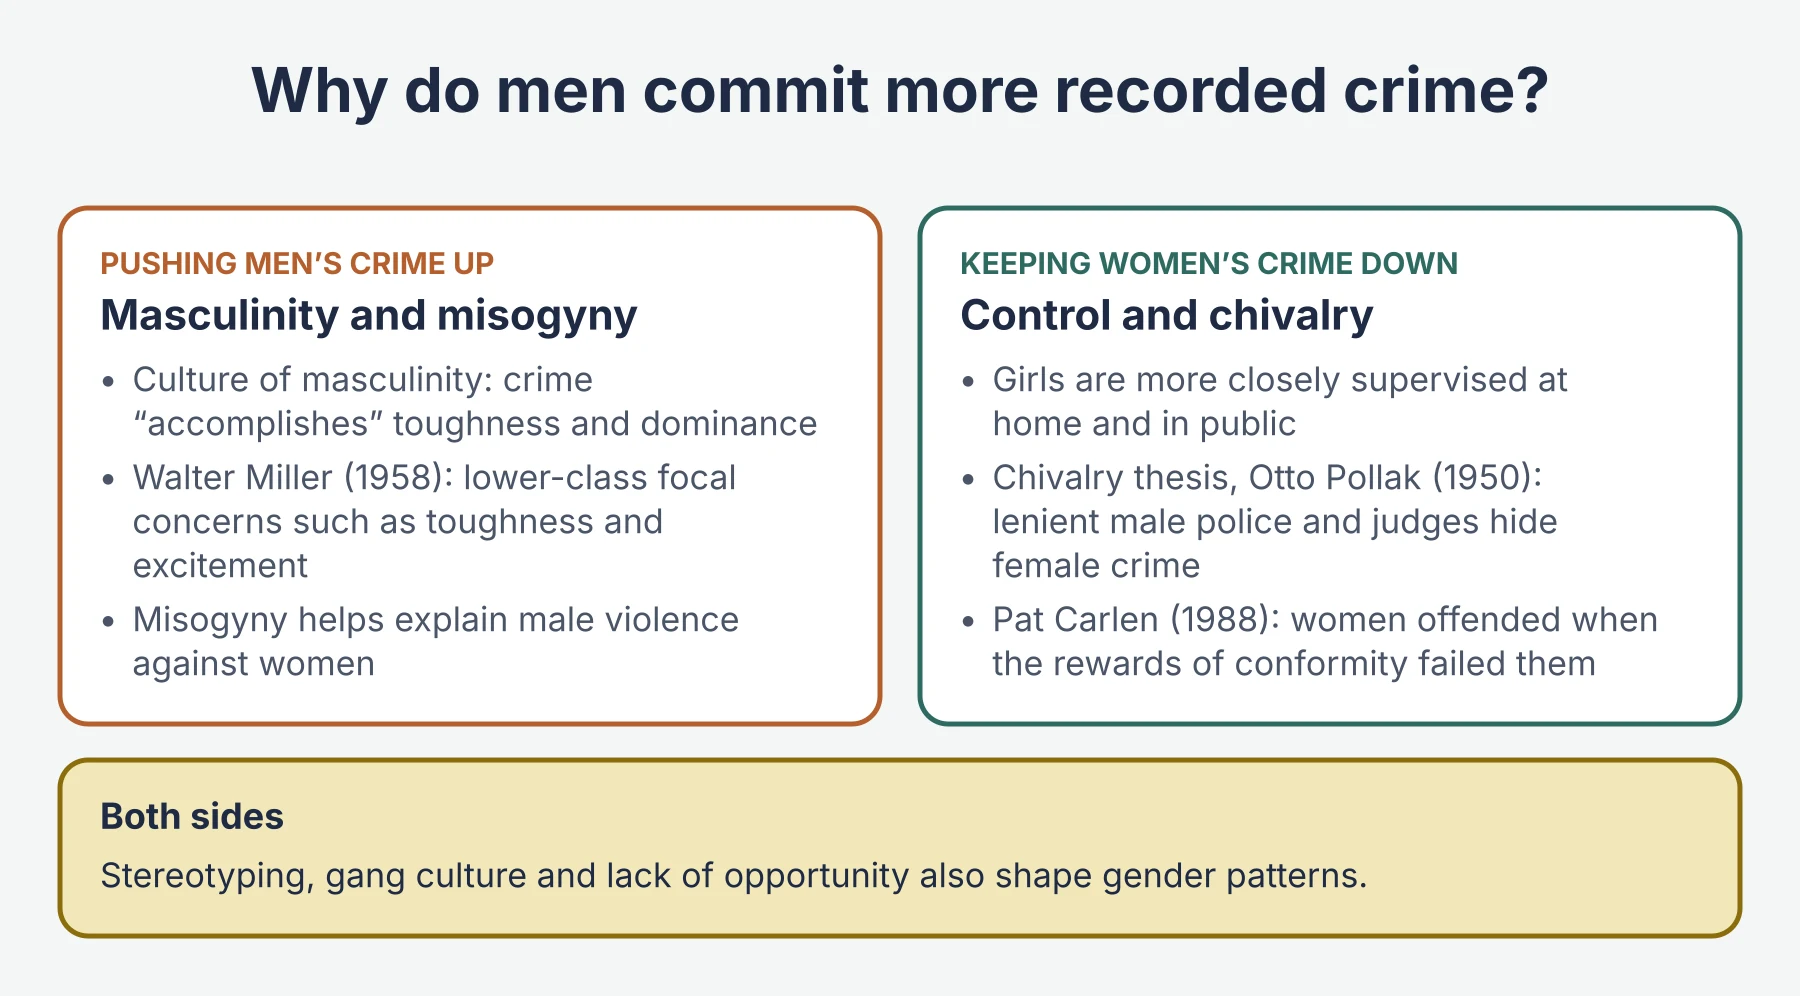 Why do men commit more recorded crime?
PUSHING MEN’S CRIME UP
Masculinity and misogyny
• Culture of masculinity: crime
“accomplishes” toughness and dominance
• Walter Miller (1958): lower-class focal
concerns such as toughness and
excitement
• Misogyny helps explain male violence
against women
KEEPING WOMEN’S CRIME DOWN
Control and chivalry
• Girls are more closely supervised at
home and in public
• Chivalry thesis, Otto Pollak (1950):
lenient male police and judges hide
female crime
• Pat Carlen (1988): women offended when
the rewards of conformity failed them
Both sides
Stereotyping, gang culture and lack of opportunity also shape gender patterns.